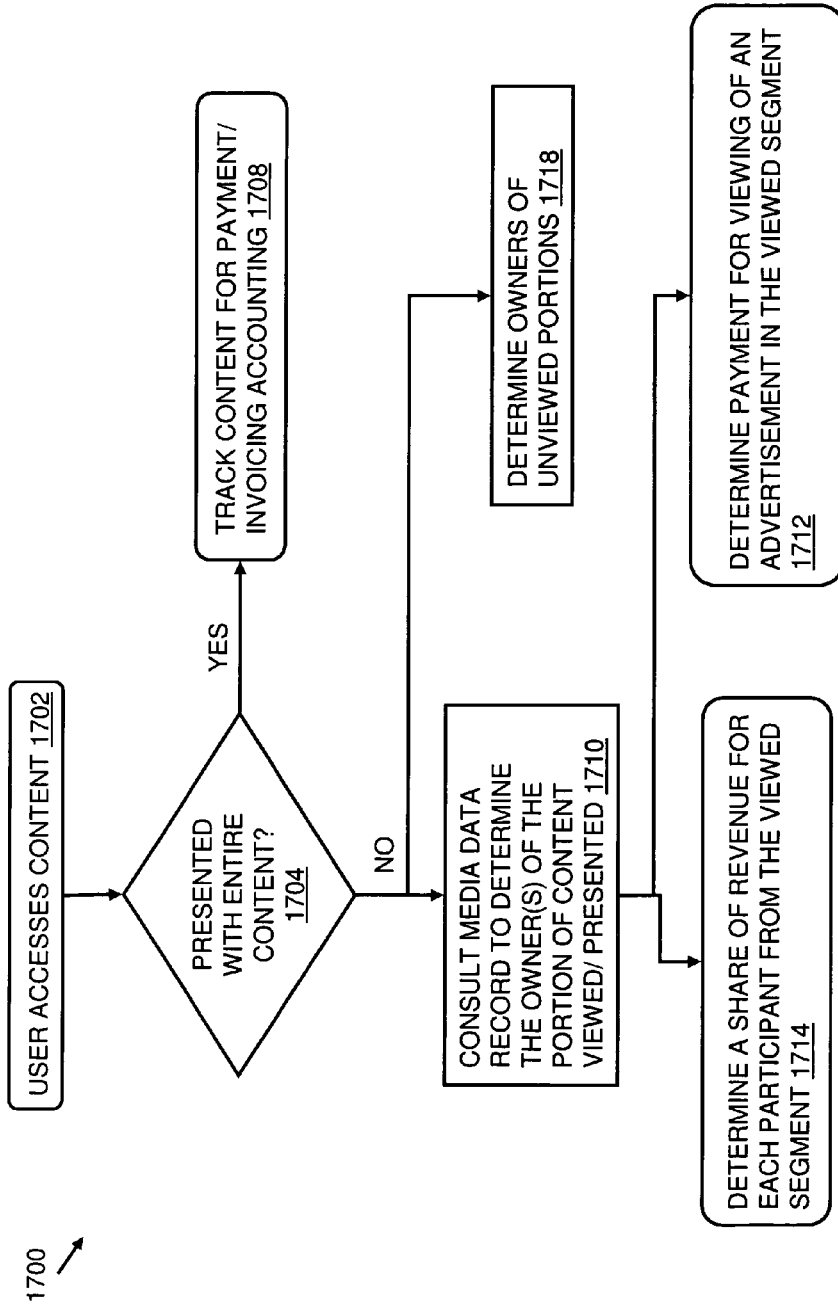 1700
USER ACCESSES CONTENT 1702
PRESENTED
WITH ENTIRE
CONTENT?
1704
YES
TRACK CONTENT FOR PAYMENT/
INVOICING ACCOUNTING 1708
NO
CONSULT MEDIA DATA
RECORD TO DETERMINE
THE OWNER(S) OF THE
PORTION OF CONTENT
VIEWED/ PRESENTED 1710
DETERMINE OWNERS OF
UNVIEWED PORTIONS 1718
DETERMINE A SHARE OF REVENUE FOR
EACH PARTICIPANT FROM THE VIEWED
SEGMENT 1714
DETERMINE PAYMENT FOR VIEWING OF AN
ADVERTISEMENT IN THE VIEWED SEGMENT
1712